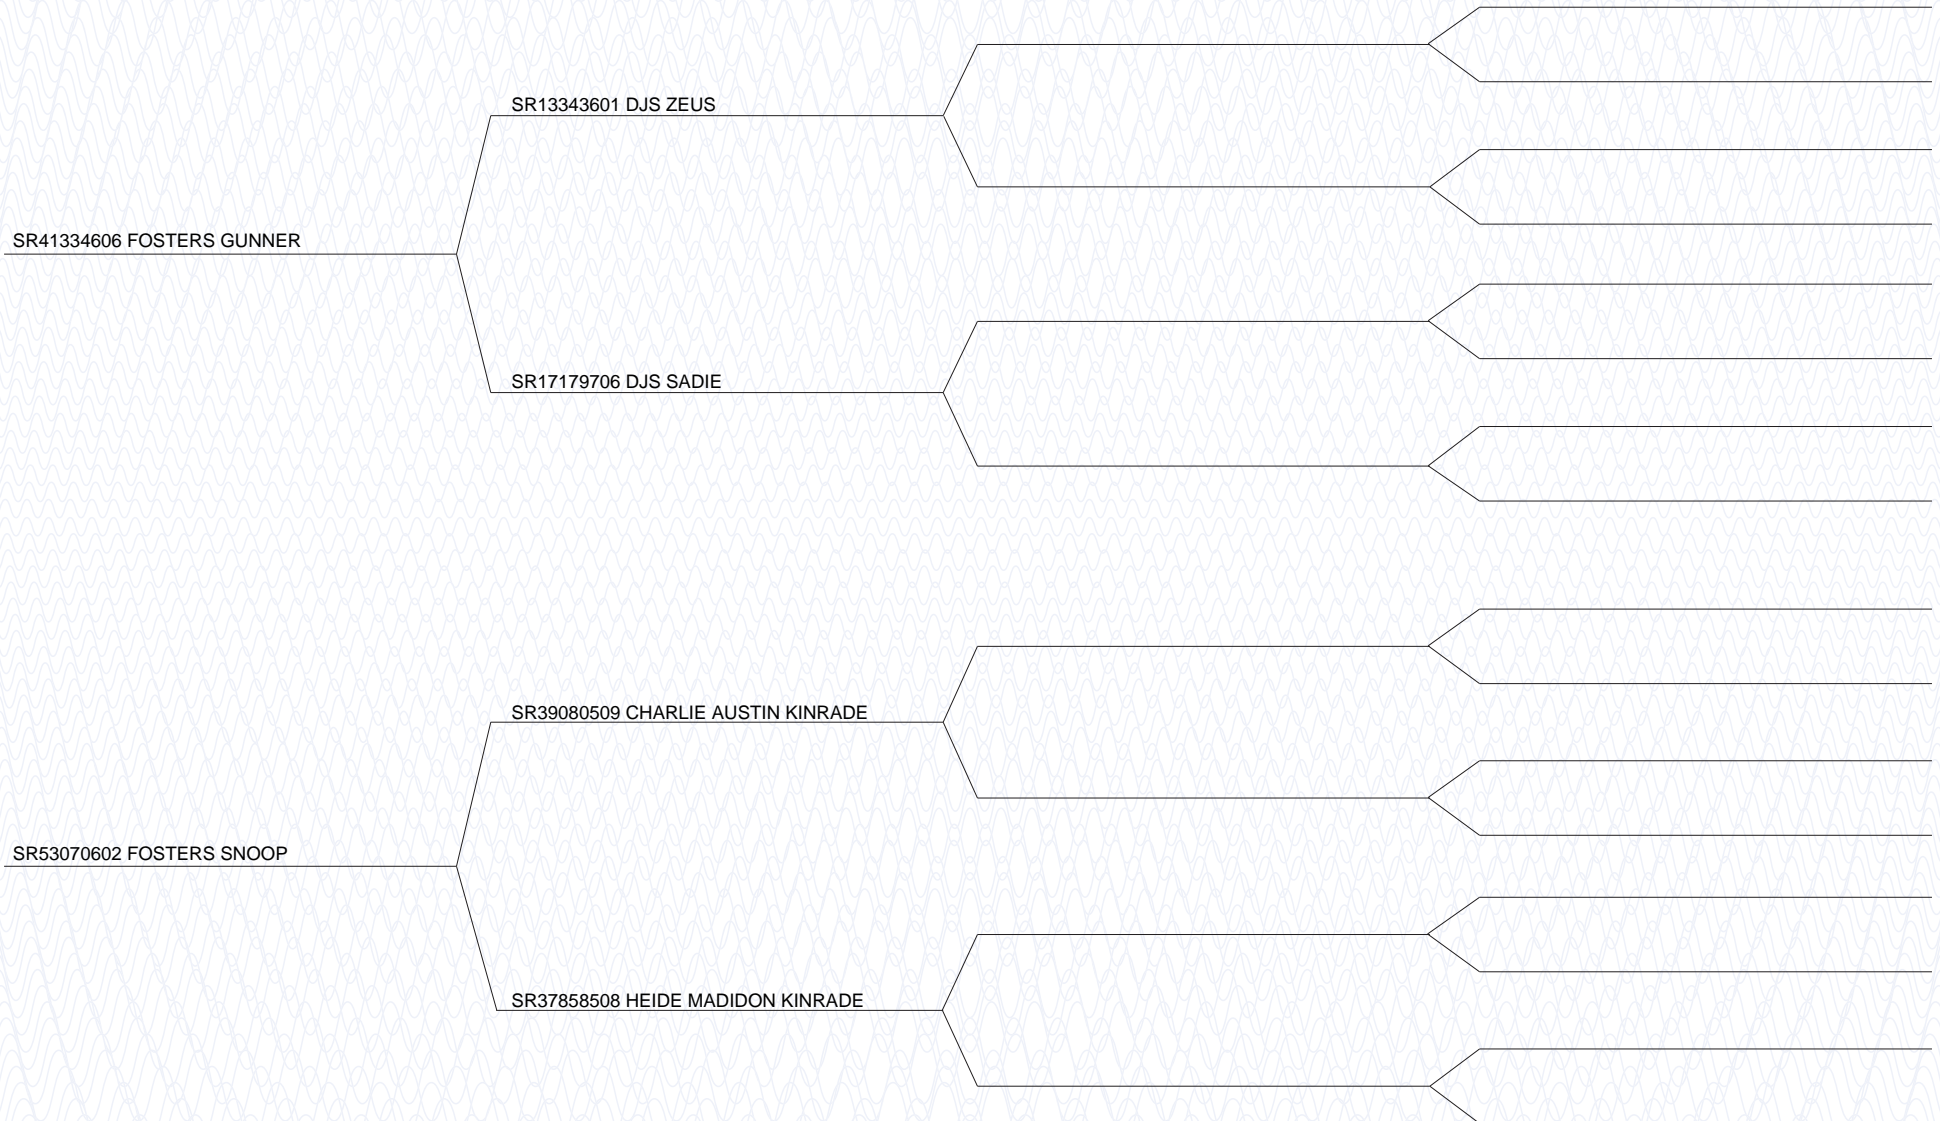 SR13343601 DJS ZEUS
SR41334606 FOSTERS GUNNER
SR17179706 DJS SADIE
SR39080509 CHARLIE AUSTIN KINRADE
SR53070602 FOSTERS SNOOP
SR37858508 HEIDE MADIDON KINRADE